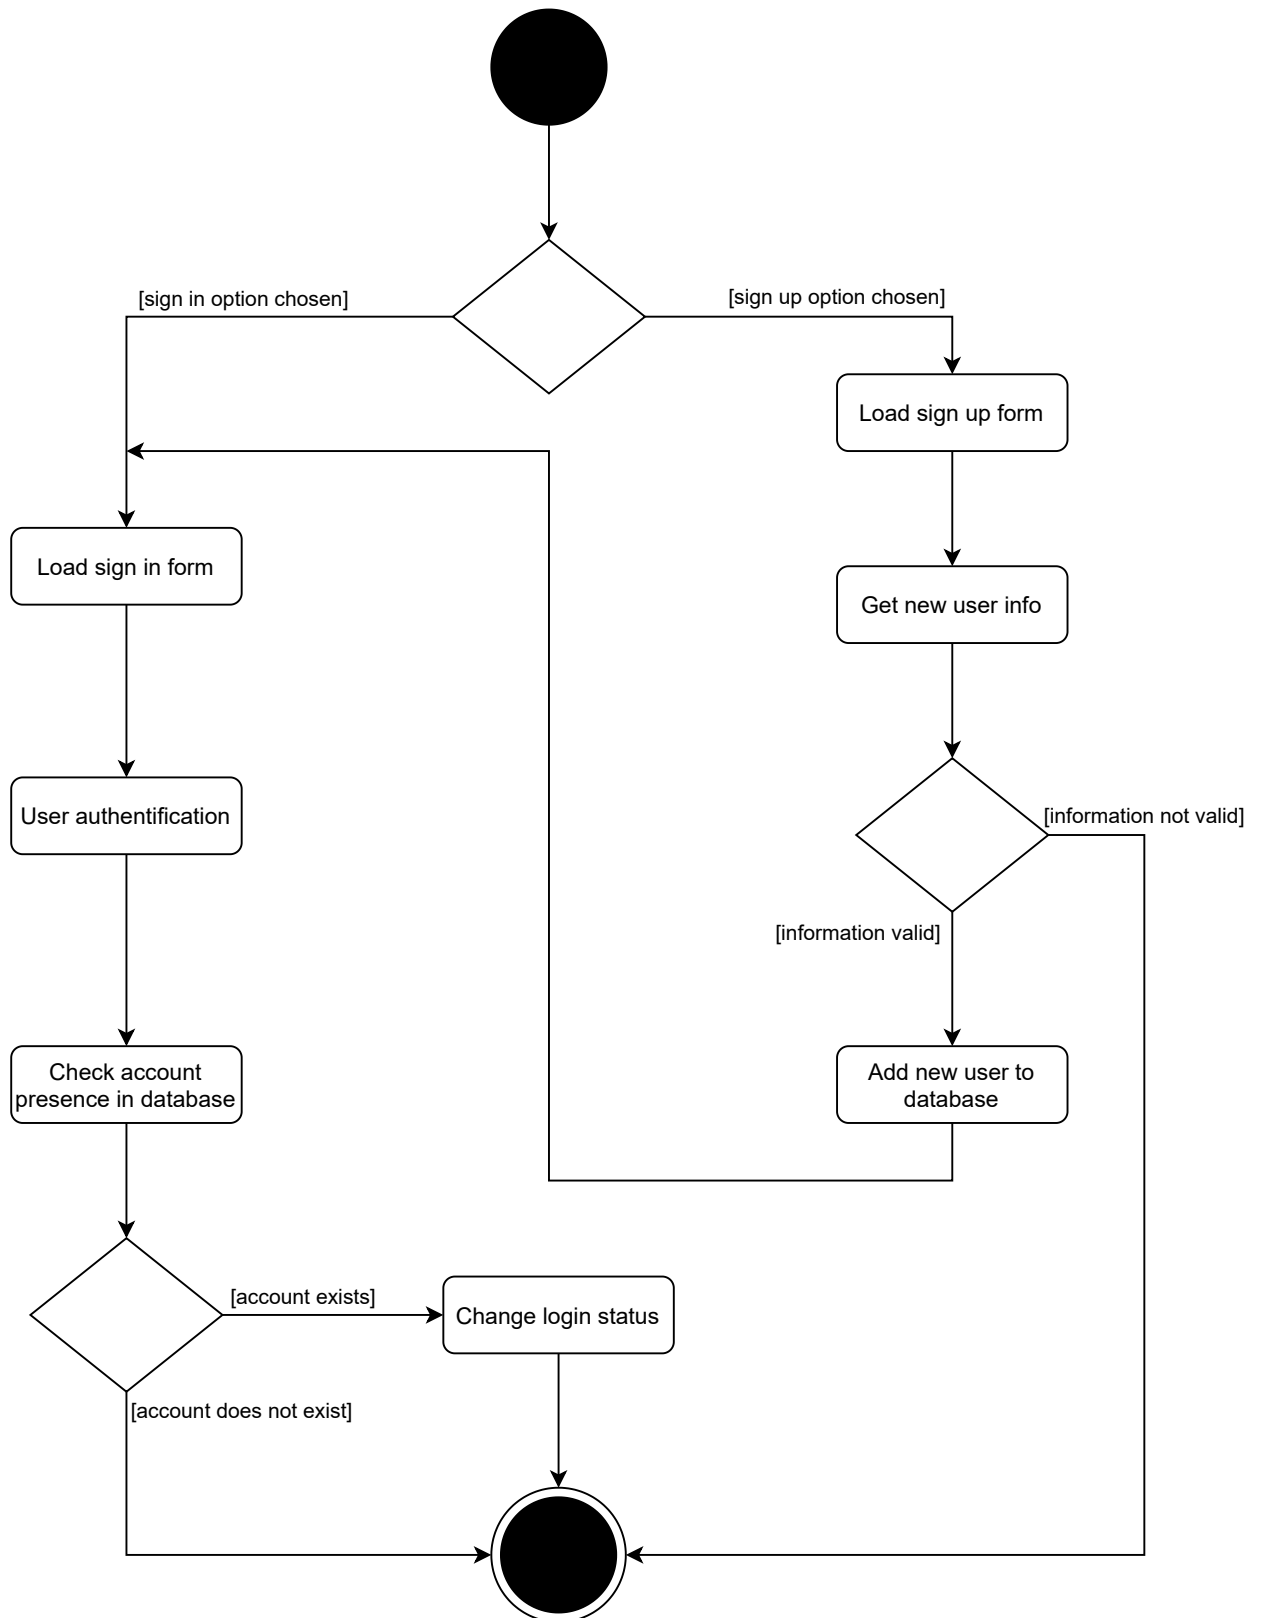 [sign in option chosen]
[sign up option chosen]
Load sign up form
Load sign in form
Get new user info
User authentification
[information not valid]
[information valid]
Check account
presence in database
Add new user to
database
[account exists]
Change login status
[account does not exist]